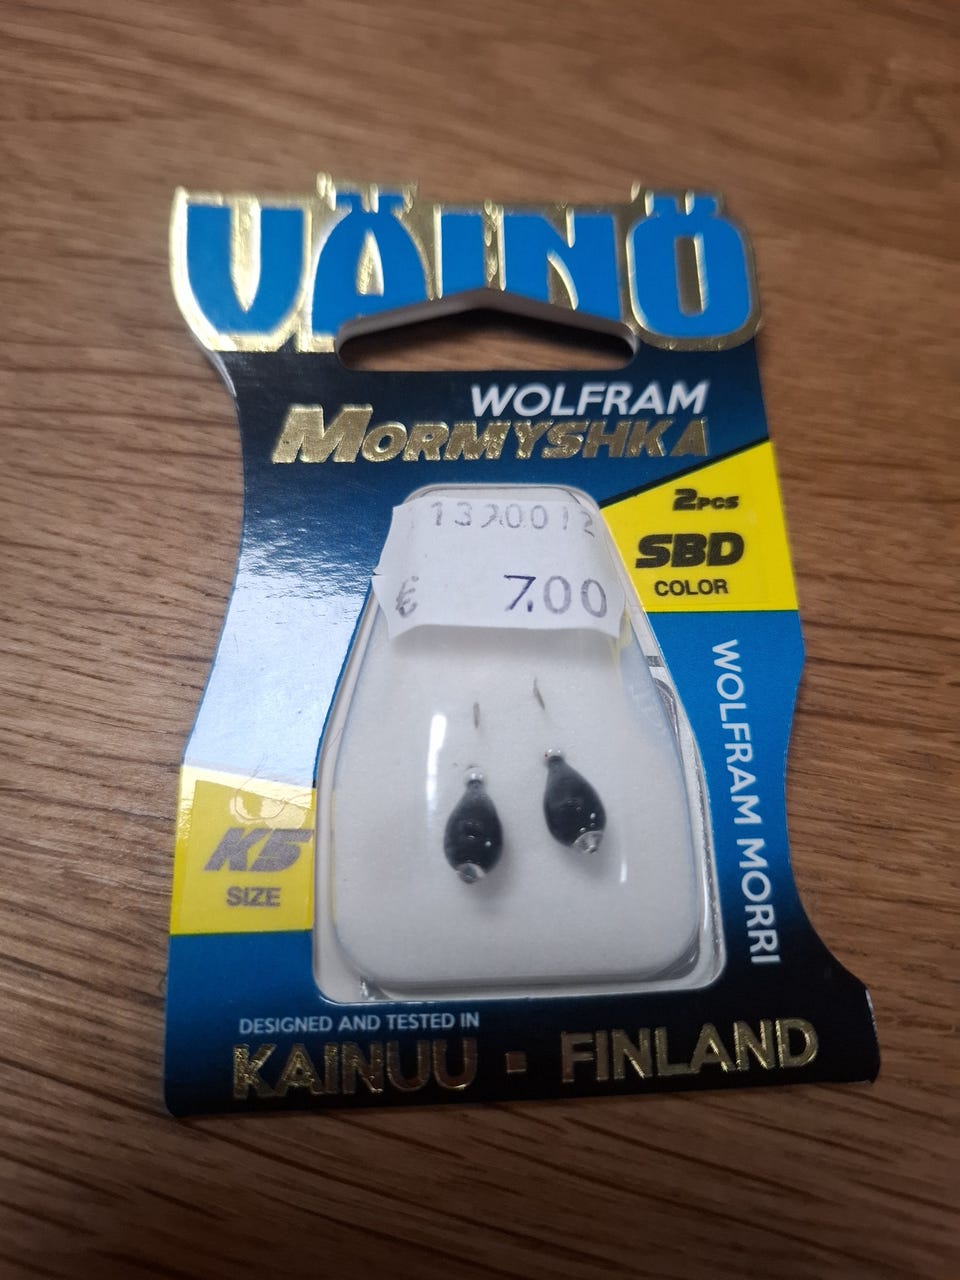 VÄINÖ
WOLFRAM
MORMYSHKA
2PCS
SBD
COLOR
€ 7.00
WOLFRAM MORRI
K5
SIZE
DESIGNED AND TESTED IN
KAINUU ▪ FINLAND